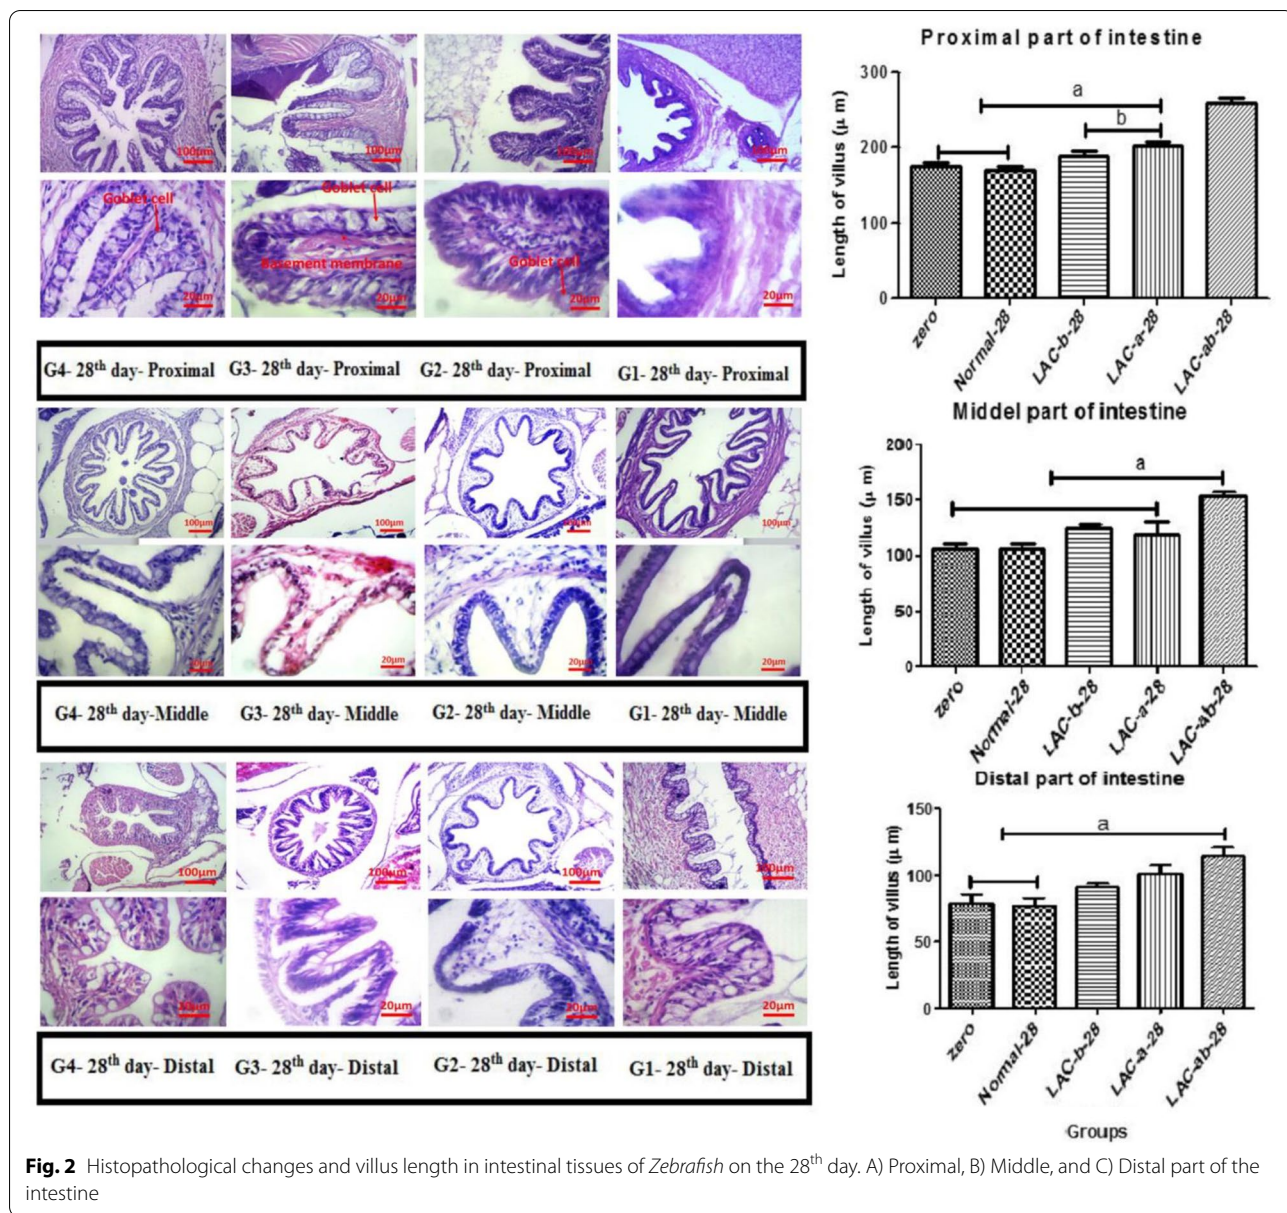 100μm 100μm 100μm 100μm
Goblet cell
Goblet cell
Basement membrane
Goblet cell
20μm 20μm 20μm 20μm
G4- 28th day- Proximal G3- 28th day- Proximal G2- 28th day- Proximal G1- 28th day- Proximal
100μm 100μm 100μm 100μm
20μm 20μm 20μm 20μm
G4- 28th day-Middle G3- 28th day- Middle G2- 28th day- Middle G1- 28th day- Middle
100μm 100μm 100μm 100μm
20μm 20μm 20μm 20μm
G4- 28th day- Distal G3- 28th day- Distal G2- 28th day- Distal G1- 28th day- Distal
Proximal part of intestine
Length of villus (μ m)
300
200
100
0
a
b
zero Normal-28 LAC-b-28 LAC-a-28 LAC-ab-28
Middel part of intestine
Length of villus (μ m)
200
150
100
50
0
a
zero Normal-28 LAC-b-28 LAC-a-28 LAC-ab-28
Distal part of intestine
Length of villus (μ m)
150
100
50
0
a
zero Normal-28 LAC-b-28 LAC-a-28 LAC-ab-28
Groups
Fig. 2 Histopathological changes and villus length in intestinal tissues of Zebrafish on the 28th day. A) Proximal, B) Middle, and C) Distal part of the
intestine